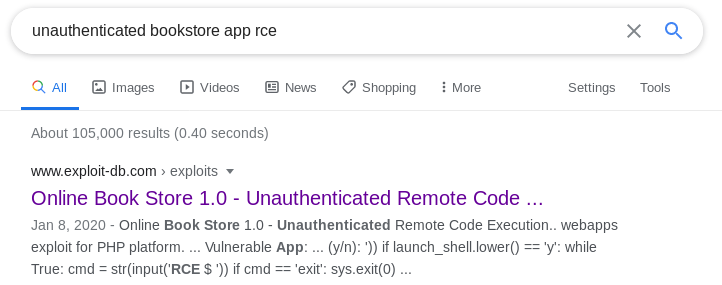 unauthenticated bookstore app rce
All Images Videos News Shopping More Settings Tools
About 105,000 results (0.40 seconds)
www.exploit-db.com › exploits
Online Book Store 1.0 - Unauthenticated Remote Code ...
Jan 8, 2020 - Online Book Store 1.0 - Unauthenticated Remote Code Execution.. webapps
exploit for PHP platform. ... Vulnerable App: ... (y/n): ')) if launch_shell.lower() == 'y': while
True: cmd = str(input('RCE $ ')) if cmd == 'exit': sys.exit(0) ...